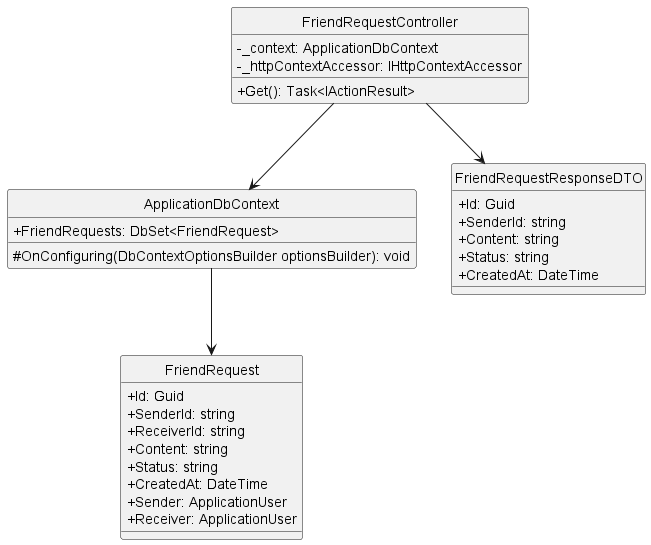 FriendRequestController
-_context: ApplicationDbContext
-_httpContextAccessor: IHttpContextAccessor
+Get(): Task<IActionResult>
ApplicationDbContext
+FriendRequests: DbSet<FriendRequest>
#OnConfiguring(DbContextOptionsBuilder optionsBuilder): void
FriendRequestResponseDTO
+Id: Guid
+SenderId: string
+Content: string
+Status: string
+CreatedAt: DateTime
FriendRequest
+Id: Guid
+SenderId: string
+ReceiverId: string
+Content: string
+Status: string
+CreatedAt: DateTime
+Sender: ApplicationUser
+Receiver: ApplicationUser